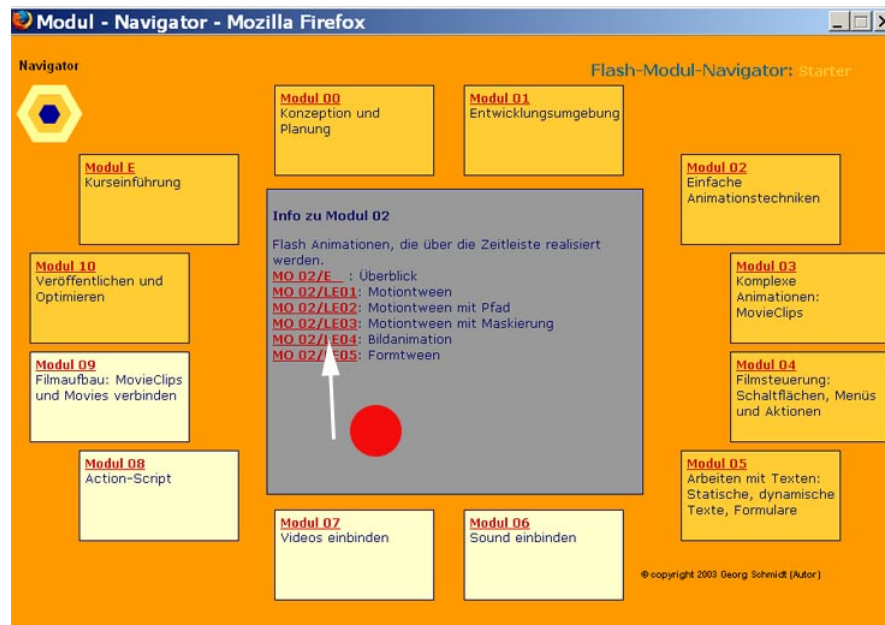 Modul - Navigator - Mozilla Firefox
Navigator
Flash-Modul-Navigator: Starter
Modul 00
Konzeption und
Planung
Modul 01
Entwicklungsumgebung
Modul E
Kurseinführung
Modul 02
Einfache
Animationstechniken
Info zu Modul 02
Flash Animationen, die über die Zeitleiste realisiert
werden.
MO 02/E : Überblick
MO 02/LE01: Motiontween
MO 02/LE02: Motiontween mit Pfad
MO 02/LE03: Motiontween mit Maskierung
MO 02/LE04: Bildanimation
MO 02/LE05: Formtween
Modul 10
Veröffentlichen und
Optimieren
Modul 03
Komplexe
Animationen:
MovieClips
Modul 09
Filmaufbau: MovieClips
und Movies verbinden
Modul 04
Filmsteuerung:
Schaltflächen, Menüs
und Aktionen
Modul 08
Action-Script
Modul 05
Arbeiten mit Texten:
Statische, dynamische
Texte, Formulare
Modul 07
Videos einbinden
Modul 06
Sound einbinden
© copyright 2003 Georg Schmidt (Autor)